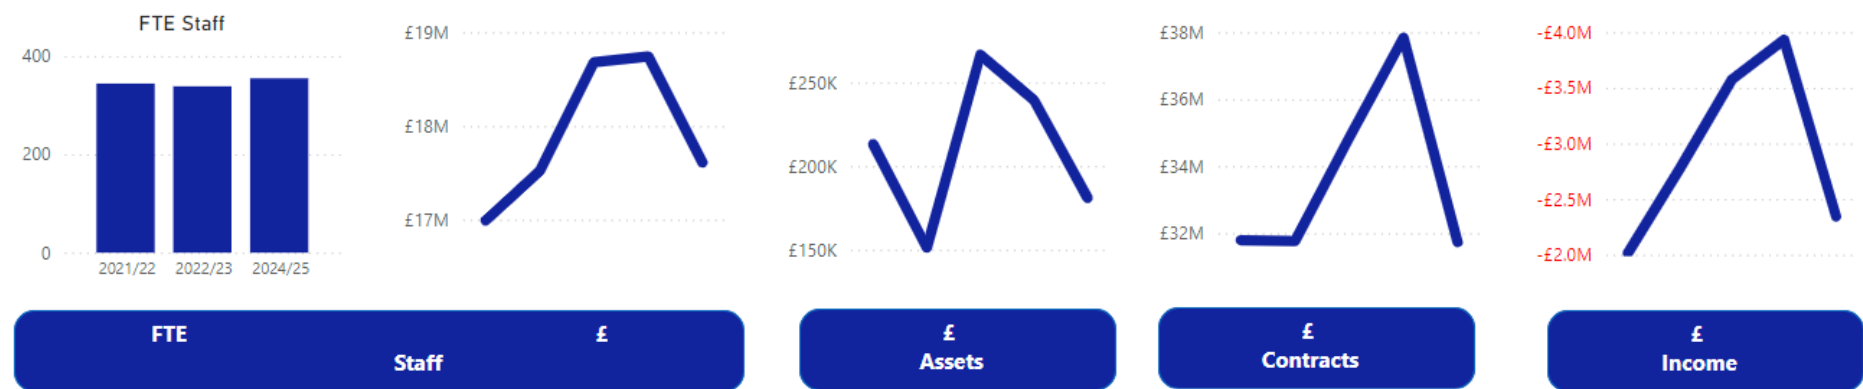 FTE Staff
400
200
0
2021/22 2022/23 2024/25
£19M
£18M
£17M
£250K
£200K
£150K
£38M
£36M
£34M
£32M
-£4.0M
-£3.5M
-£3.0M
-£2.5M
-£2.0M
FTE £
Staff
£
Assets
£
Contracts
£
Income